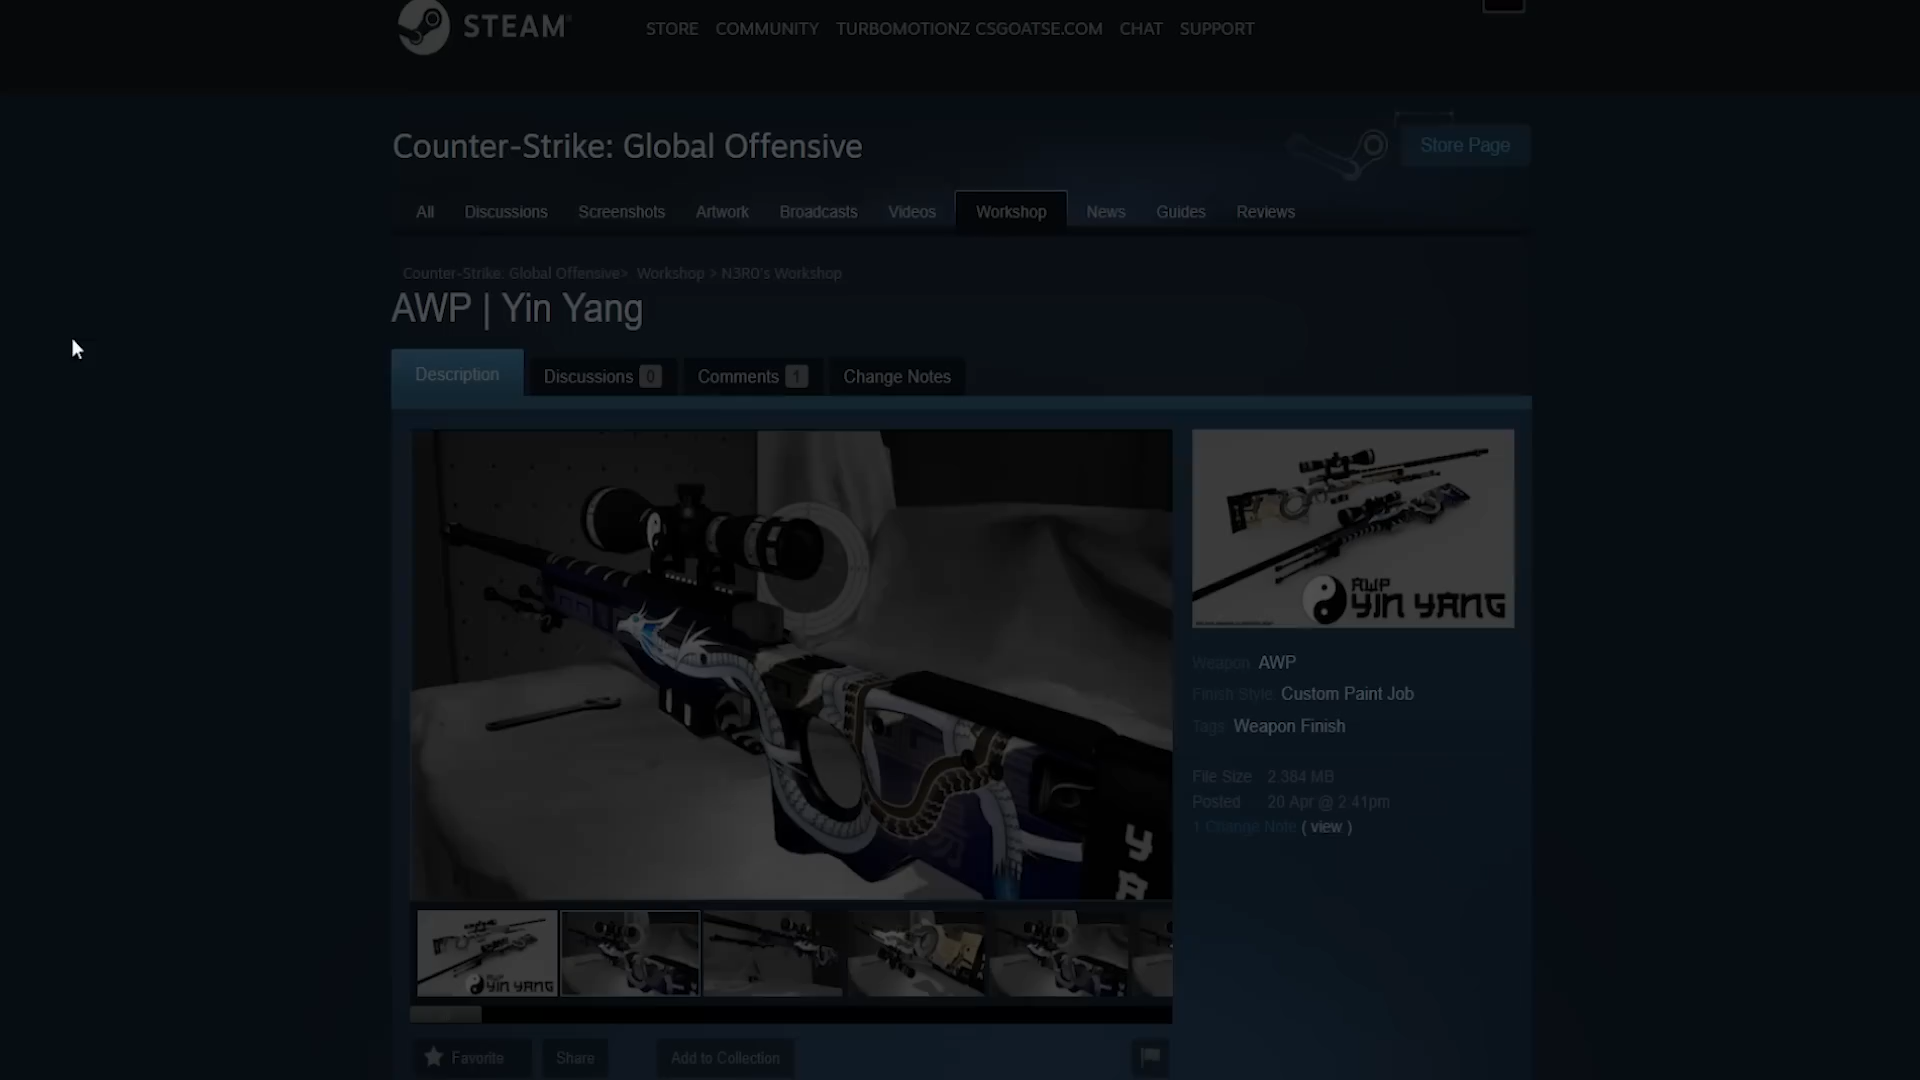 STEAM
STORE COMMUNITY TURBOMOTIONZ CSGOATSE.COM CHAT SUPPORT
Counter-Strike: Global Offensive
Store Page
All Discussions Screenshots Artwork Broadcasts Videos Workshop News Guides Reviews
Counter-Strike: Global Offensive> Workshop > N3R0's Workshop
AWP | Yin Yang
Description Discussions 0 Comments 1 Change Notes
AWP
YIN YANG
Weapon: AWP
Finish Style: Custom Paint Job
Tags: Weapon Finish
File Size 2.384 MB
Posted 20 Apr @ 2:41pm
1 Change Note ( view )
AWP
YIN YANG
Favorite Share Add to Collection